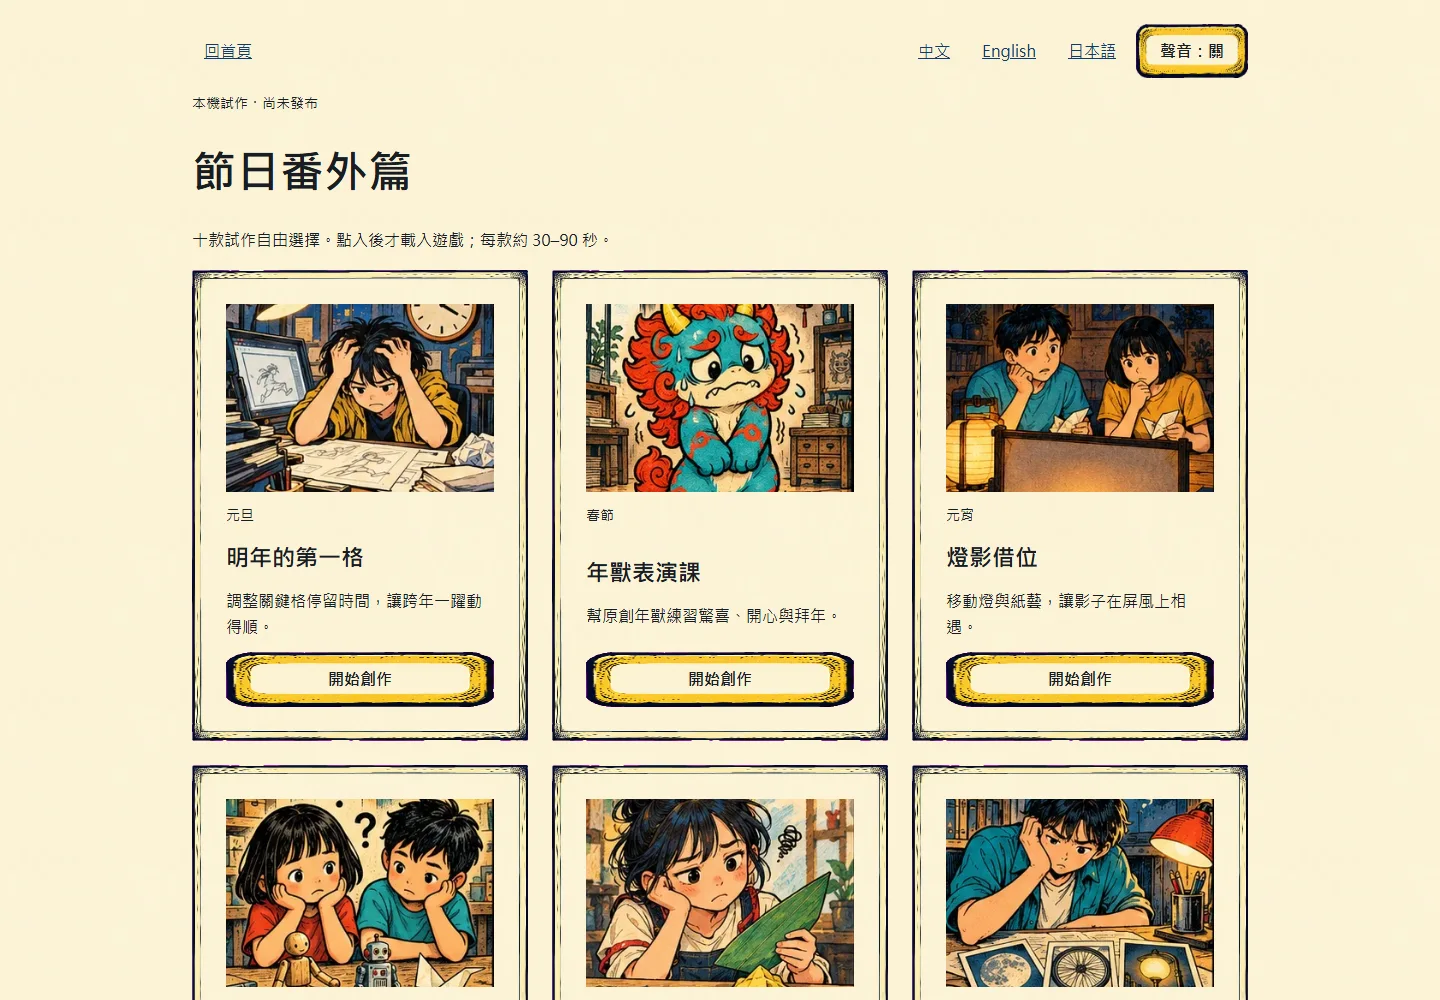 回首頁
中文
English
日本語
聲音：關
本機試作・尚未發布
節日番外篇
十款試作自由選擇。點入後才載入遊戲；每款約 30–90 秒。
元旦
明年的第一格
調整關鍵格停留時間，讓跨年一躍動
得順。
開始創作
春節
年獸表演課
幫原創年獸練習驚喜、開心與拜年。
開始創作
元宵
燈影借位
移動燈與紙藝，讓影子在屏風上相
遇。
開始創作
?